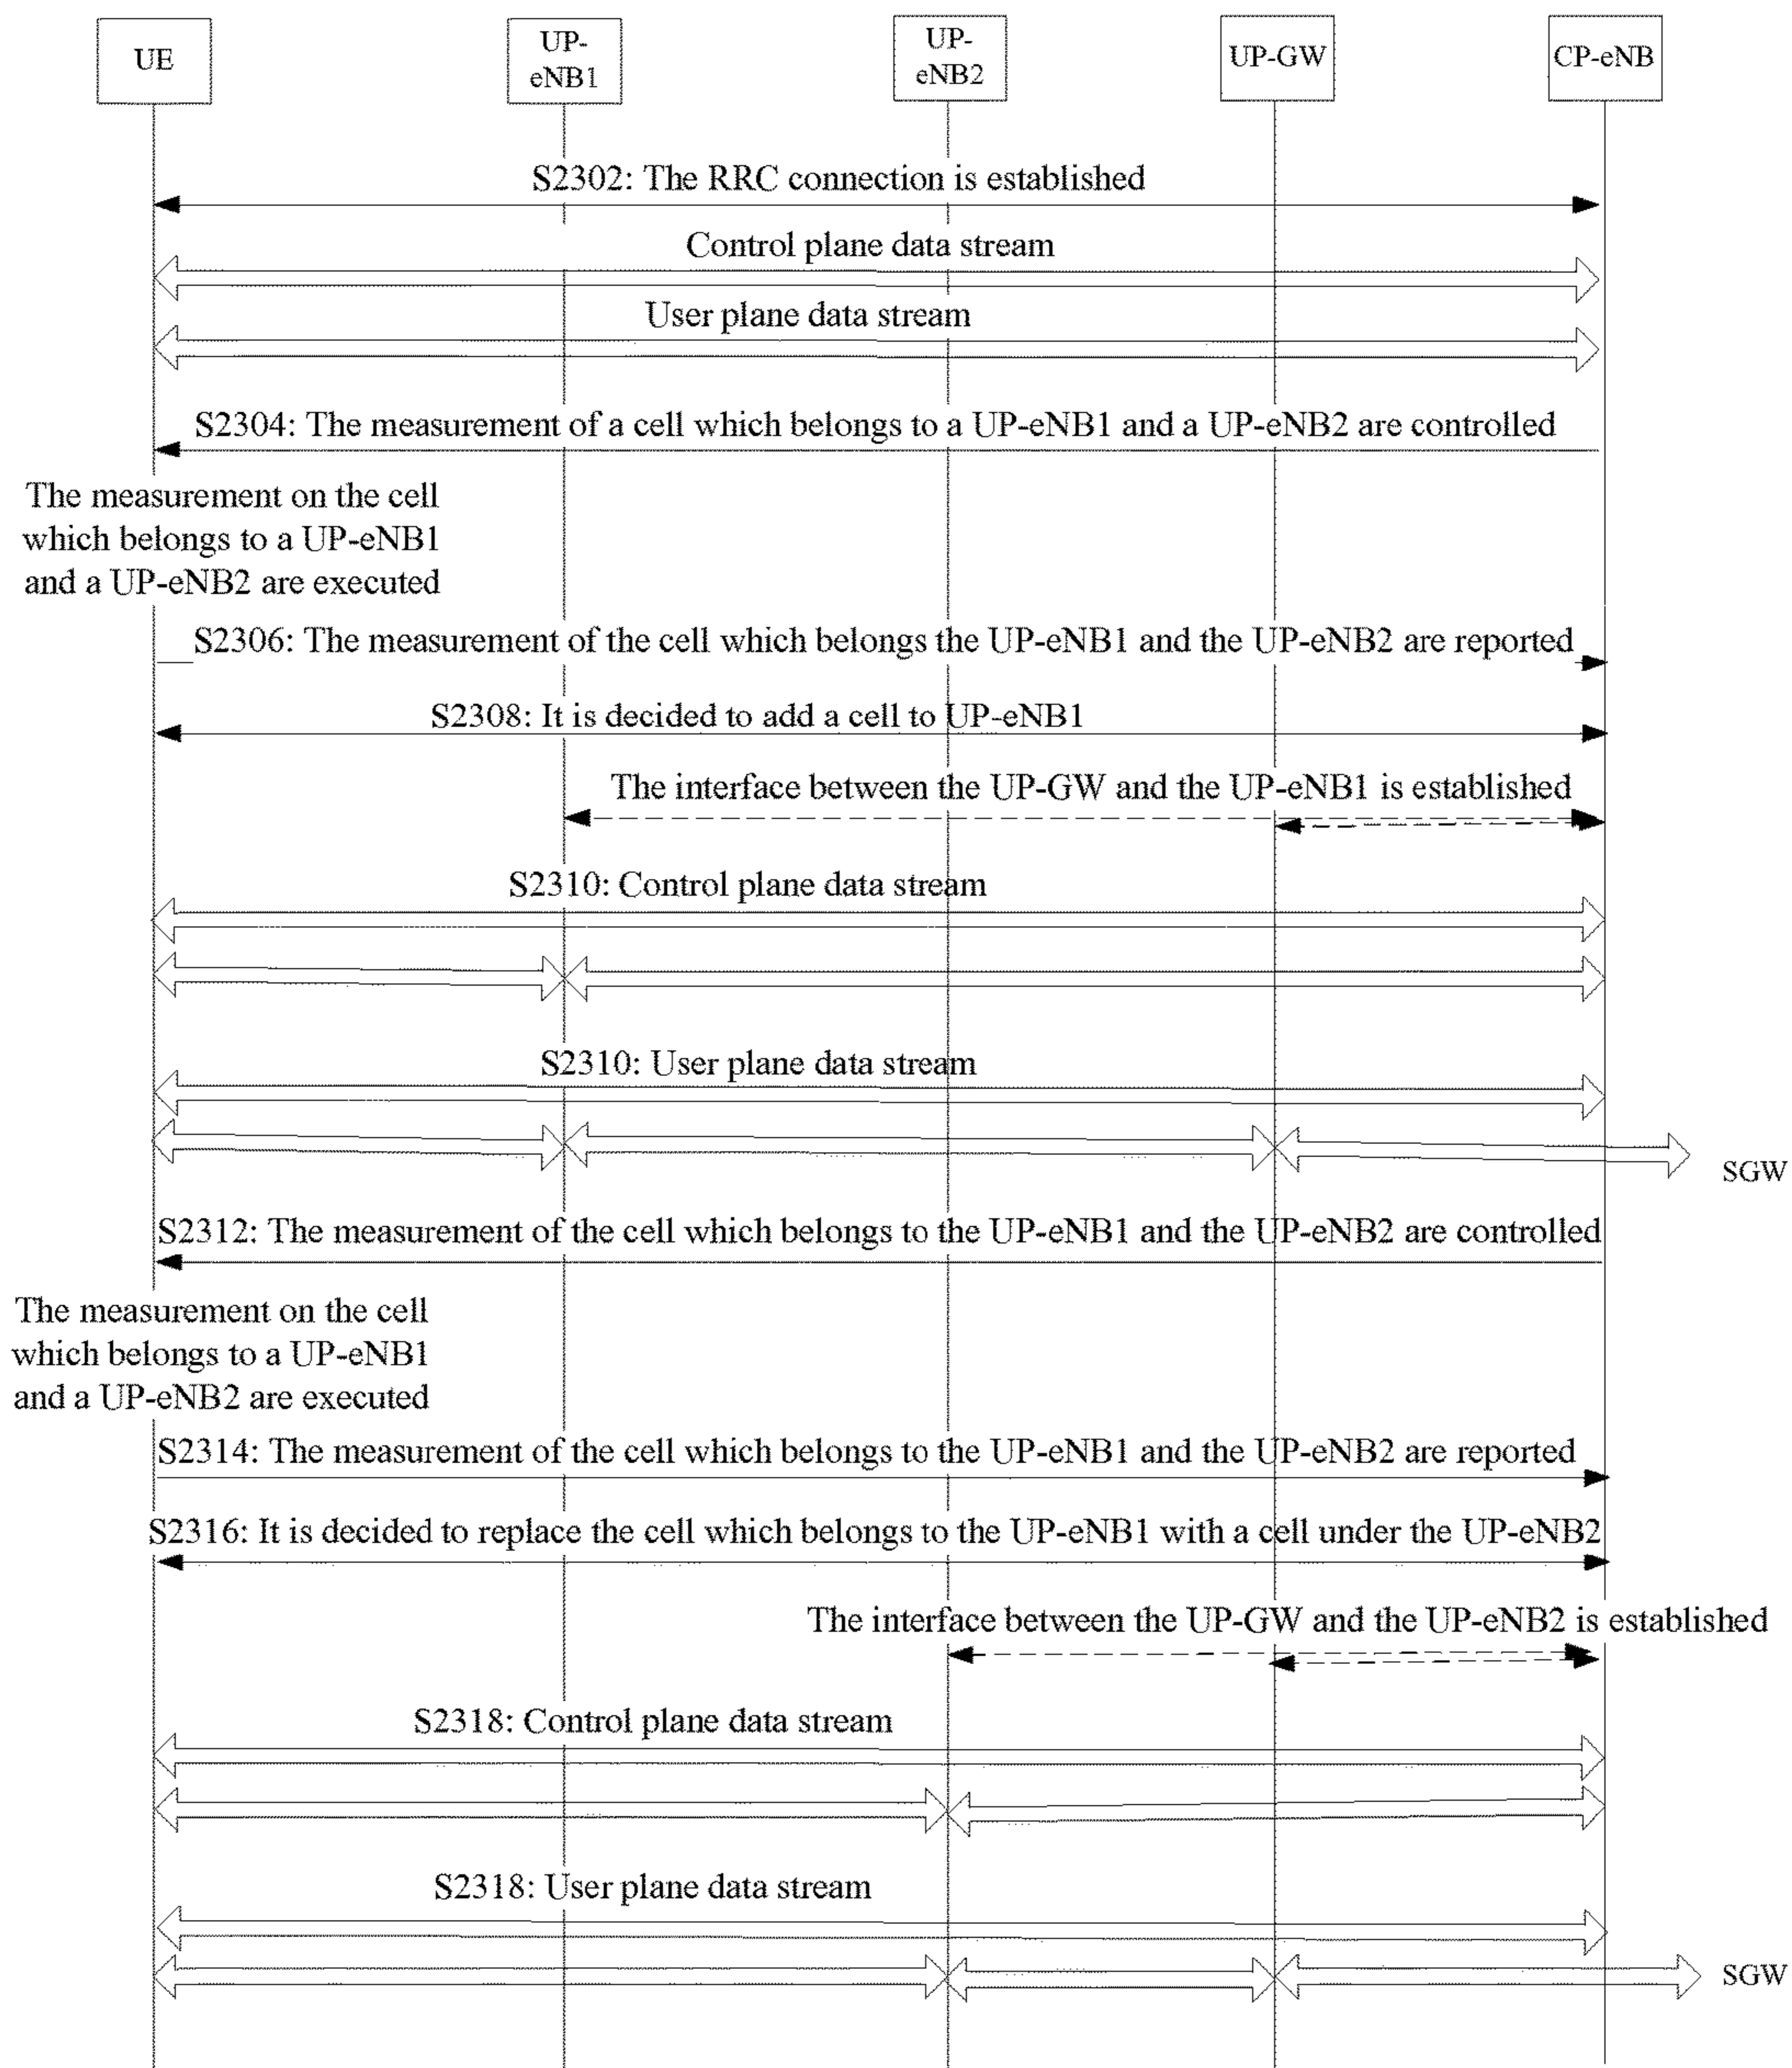 UE
UP-
eNB1
UP-
eNB2
UP-GW
CP-eNB
S2302: The RRC connection is established
Control plane data stream
User plane data stream
S2304: The measurement of a cell which belongs to a UP-eNB1 and a UP-eNB2 are controlled
The measurement on the cell
which belongs to a UP-eNB1
and a UP-eNB2 are executed
S2306: The measurement of the cell which belongs the UP-eNB1 and the UP-eNB2 are reported
S2308: It is decided to add a cell to UP-eNB1
The interface between the UP-GW and the UP-eNB1 is established
S2310: Control plane data stream
S2310: User plane data stream
SGW
S2312: The measurement of the cell which belongs to the UP-eNB1 and the UP-eNB2 are controlled
The measurement on the cell
which belongs to a UP-eNB1
and a UP-eNB2 are executed
S2314: The measurement of the cell which belongs to the UP-eNB1 and the UP-eNB2 are reported
S2316: It is decided to replace the cell which belongs to the UP-eNB1 with a cell under the UP-eNB2
The interface between the UP-GW and the UP-eNB2 is established
S2318: Control plane data stream
S2318: User plane data stream
SGW